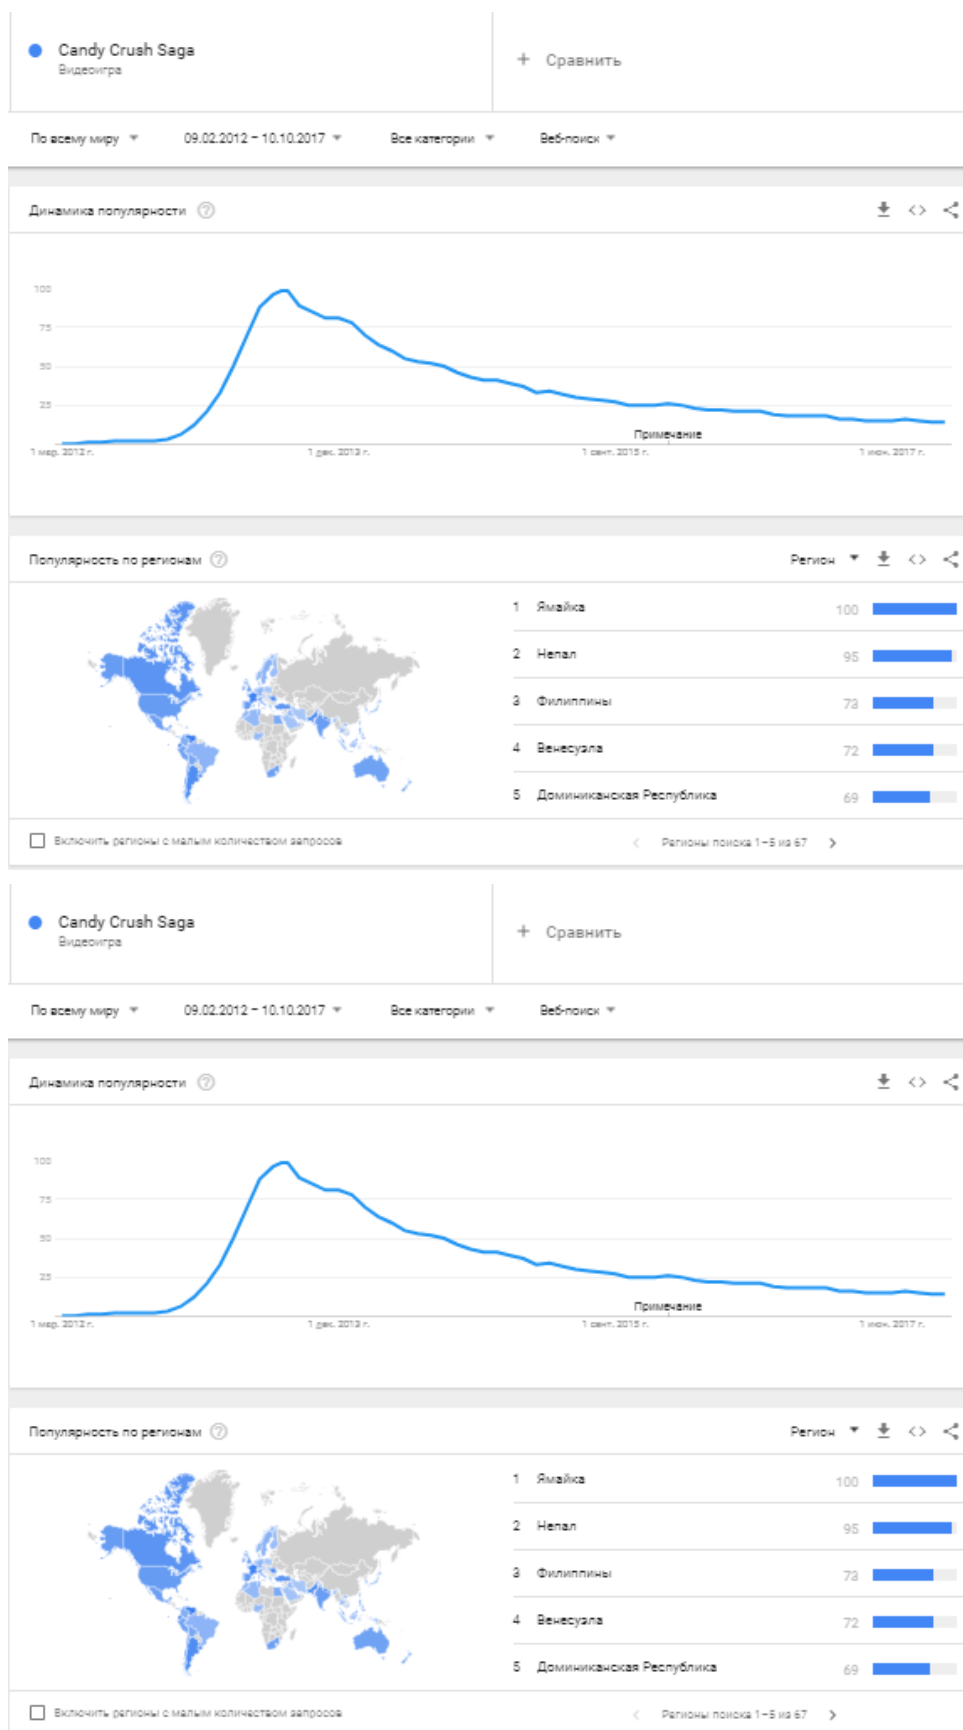 Candy Crush Saga
Видеоигра
+ Сравнить
По всему миру
09.02.2012 – 10.10.2017
Все категории
Веб-поиск
Динамика популярности ?
100
75
50
25
Примечание
1 мар. 2012 г.
1 дек. 2013 г.
1 сент. 2015 г.
1 июн. 2017 г.
Популярность по регионам ?
Регион
1 Ямайка 100
2 Непал 95
3 Филиппины 73
4 Венесуэла 72
5 Доминиканская Республика 69
Включить регионы с малым количеством запросов
Регионы поиска 1–5 из 67
Candy Crush Saga
Видеоигра
+ Сравнить
По всему миру
09.02.2012 – 10.10.2017
Все категории
Веб-поиск
Динамика популярности ?
100
75
50
25
Примечание
1 мар. 2012 г.
1 дек. 2013 г.
1 сент. 2015 г.
1 июн. 2017 г.
Популярность по регионам ?
Регион
1 Ямайка 100
2 Непал 95
3 Филиппины 73
4 Венесуэла 72
5 Доминиканская Республика 69
Включить регионы с малым количеством запросов
Регионы поиска 1–5 из 67